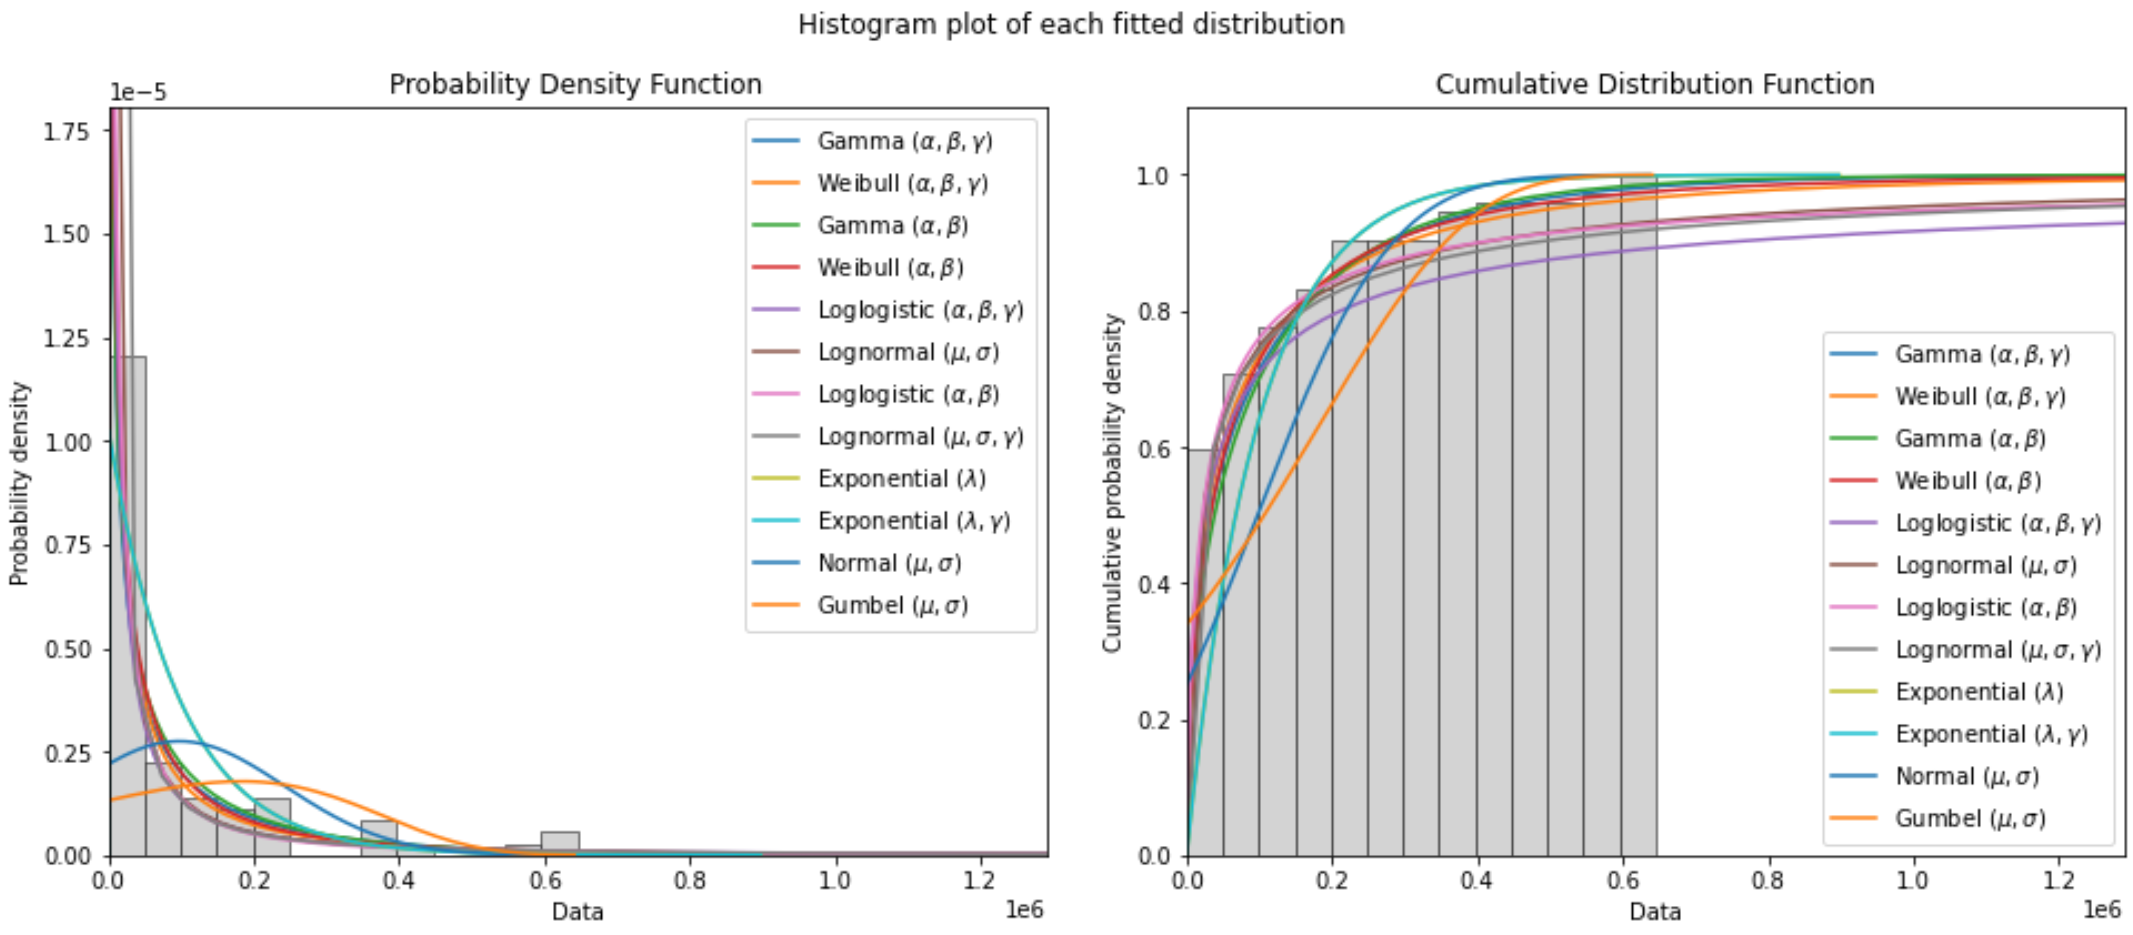 Histogram plot of each fitted distribution
Probability Density Function
1e−5
1.75
1.50
1.25
1.00
0.75
0.50
0.25
0.00
Probability density
0.0 0.2 0.4 0.6 0.8 1.0 1.2
1e6
Data
Gamma (α, β, γ)
Weibull (α, β, γ)
Gamma (α, β)
Weibull (α, β)
Loglogistic (α, β, γ)
Lognormal (μ, σ)
Loglogistic (α, β)
Lognormal (μ, σ, γ)
Exponential (λ)
Exponential (λ, γ)
Normal (μ, σ)
Gumbel (μ, σ)
Cumulative Distribution Function
1.0
0.8
0.6
0.4
0.2
0.0
Cumulative probability density
0.0 0.2 0.4 0.6 0.8 1.0 1.2
1e6
Data
Gamma (α, β, γ)
Weibull (α, β, γ)
Gamma (α, β)
Weibull (α, β)
Loglogistic (α, β, γ)
Lognormal (μ, σ)
Loglogistic (α, β)
Lognormal (μ, σ, γ)
Exponential (λ)
Exponential (λ, γ)
Normal (μ, σ)
Gumbel (μ, σ)